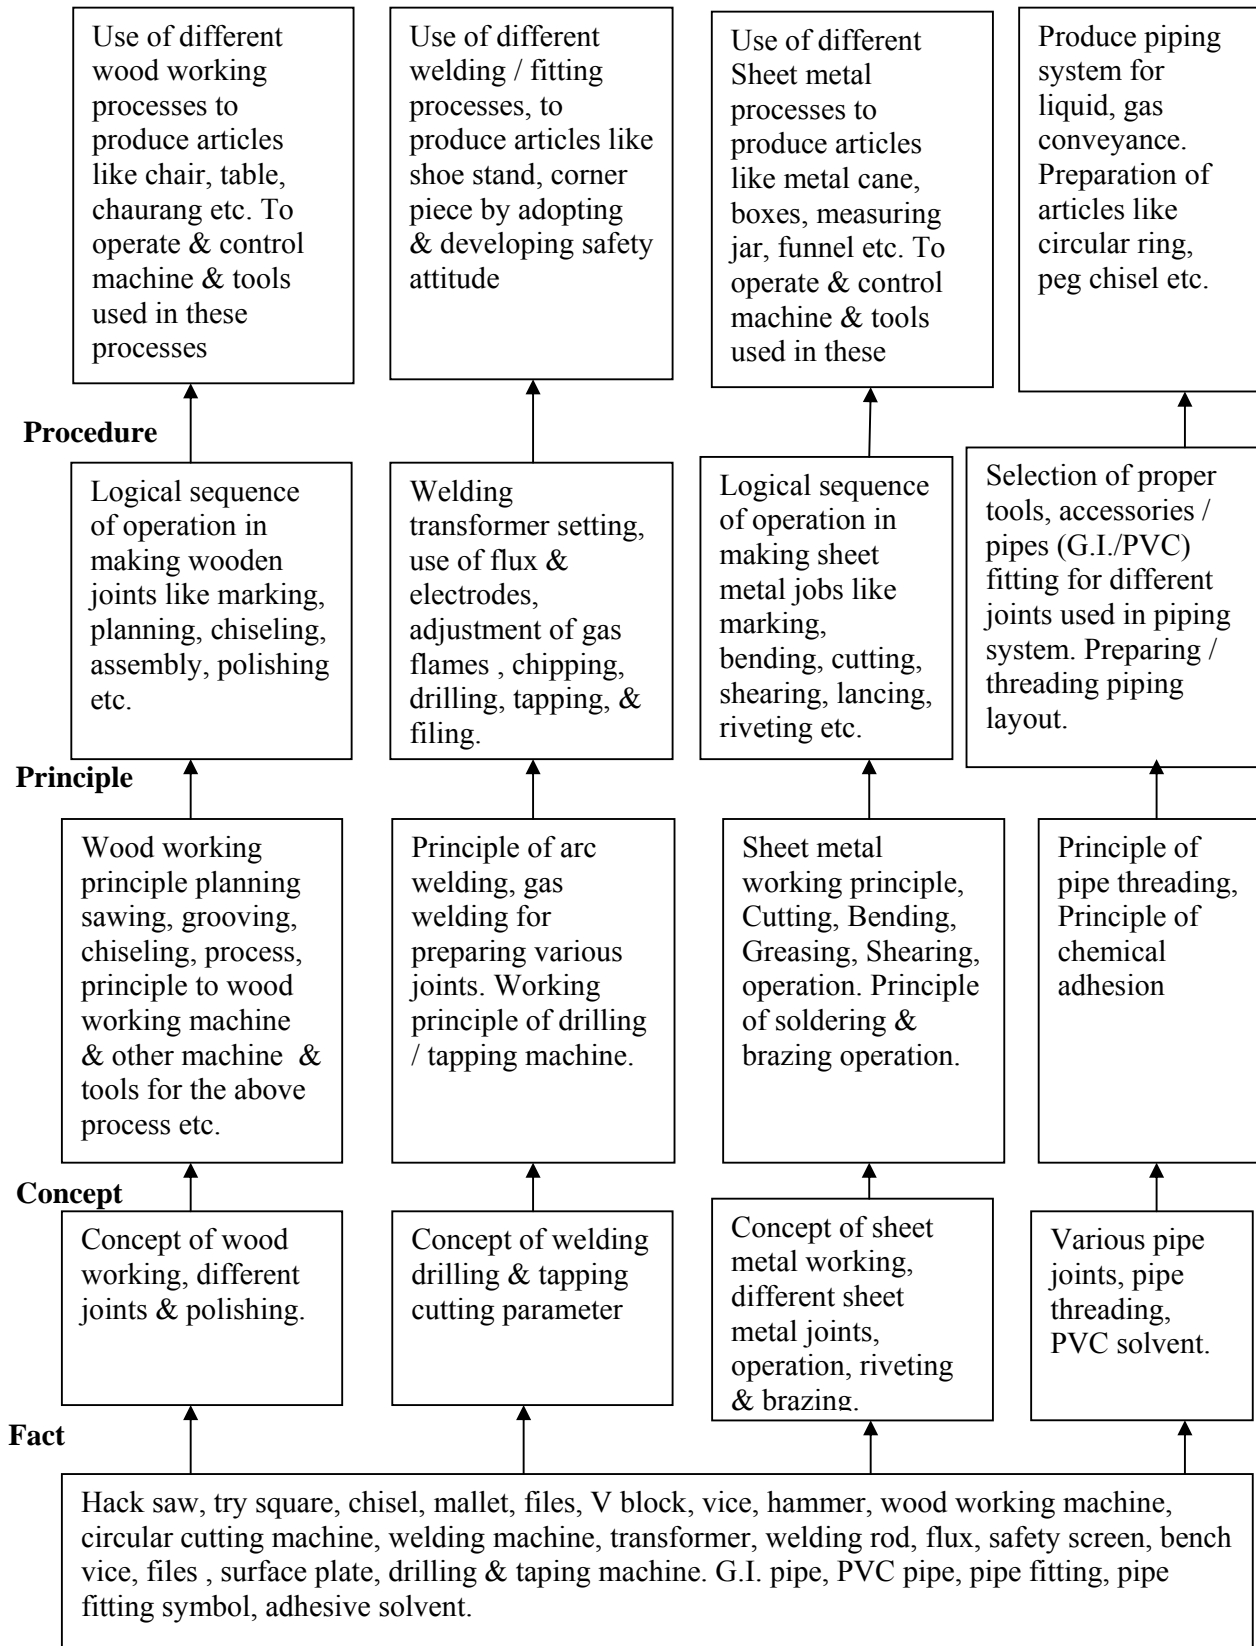 Use of different
wood working
processes to
produce articles
like chair, table,
chaurang etc. To
operate & control
machine & tools
used in these
processes
Use of different
welding / fitting
processes, to
produce articles like
shoe stand, corner
piece by adopting
& developing safety
attitude
Use of different
Sheet metal
processes to
produce articles
like metal cane,
boxes, measuring
jar, funnel etc. To
operate & control
machine & tools
used in these
Produce piping
system for
liquid, gas
conveyance.
Preparation of
articles like
circular ring,
peg chisel etc.
Procedure
Logical sequence
of operation in
making wooden
joints like marking,
planning, chiseling,
assembly, polishing
etc.
Welding
transformer setting,
use of flux &
electrodes,
adjustment of gas
flames , chipping,
drilling, tapping, &
filing.
Logical sequence
of operation in
making sheet
metal jobs like
marking,
bending, cutting,
shearing, lancing,
riveting etc.
Selection of proper
tools, accessories /
pipes (G.I./PVC)
fitting for different
joints used in piping
system. Preparing /
threading piping
layout.
Principle
Wood working
principle planning
sawing, grooving,
chiseling, process,
principle to wood
working machine
& other machine &
tools for the above
process etc.
Principle of arc
welding, gas
welding for
preparing various
joints. Working
principle of drilling
/ tapping machine.
Sheet metal
working principle,
Cutting, Bending,
Greasing, Shearing,
operation. Principle
of soldering &
brazing operation.
Principle of
pipe threading,
Principle of
chemical
adhesion
Concept
Concept of wood
working, different
joints & polishing.
Concept of welding
drilling & tapping
cutting parameter
Concept of sheet
metal working,
different sheet
metal joints,
operation, riveting
& brazing.
Various pipe
joints, pipe
threading,
PVC solvent.
Fact
Hack saw, try square, chisel, mallet, files, V block, vice, hammer, wood working machine,
circular cutting machine, welding machine, transformer, welding rod, flux, safety screen, bench
vice, files , surface plate, drilling & taping machine. G.I. pipe, PVC pipe, pipe fitting, pipe
fitting symbol, adhesive solvent.